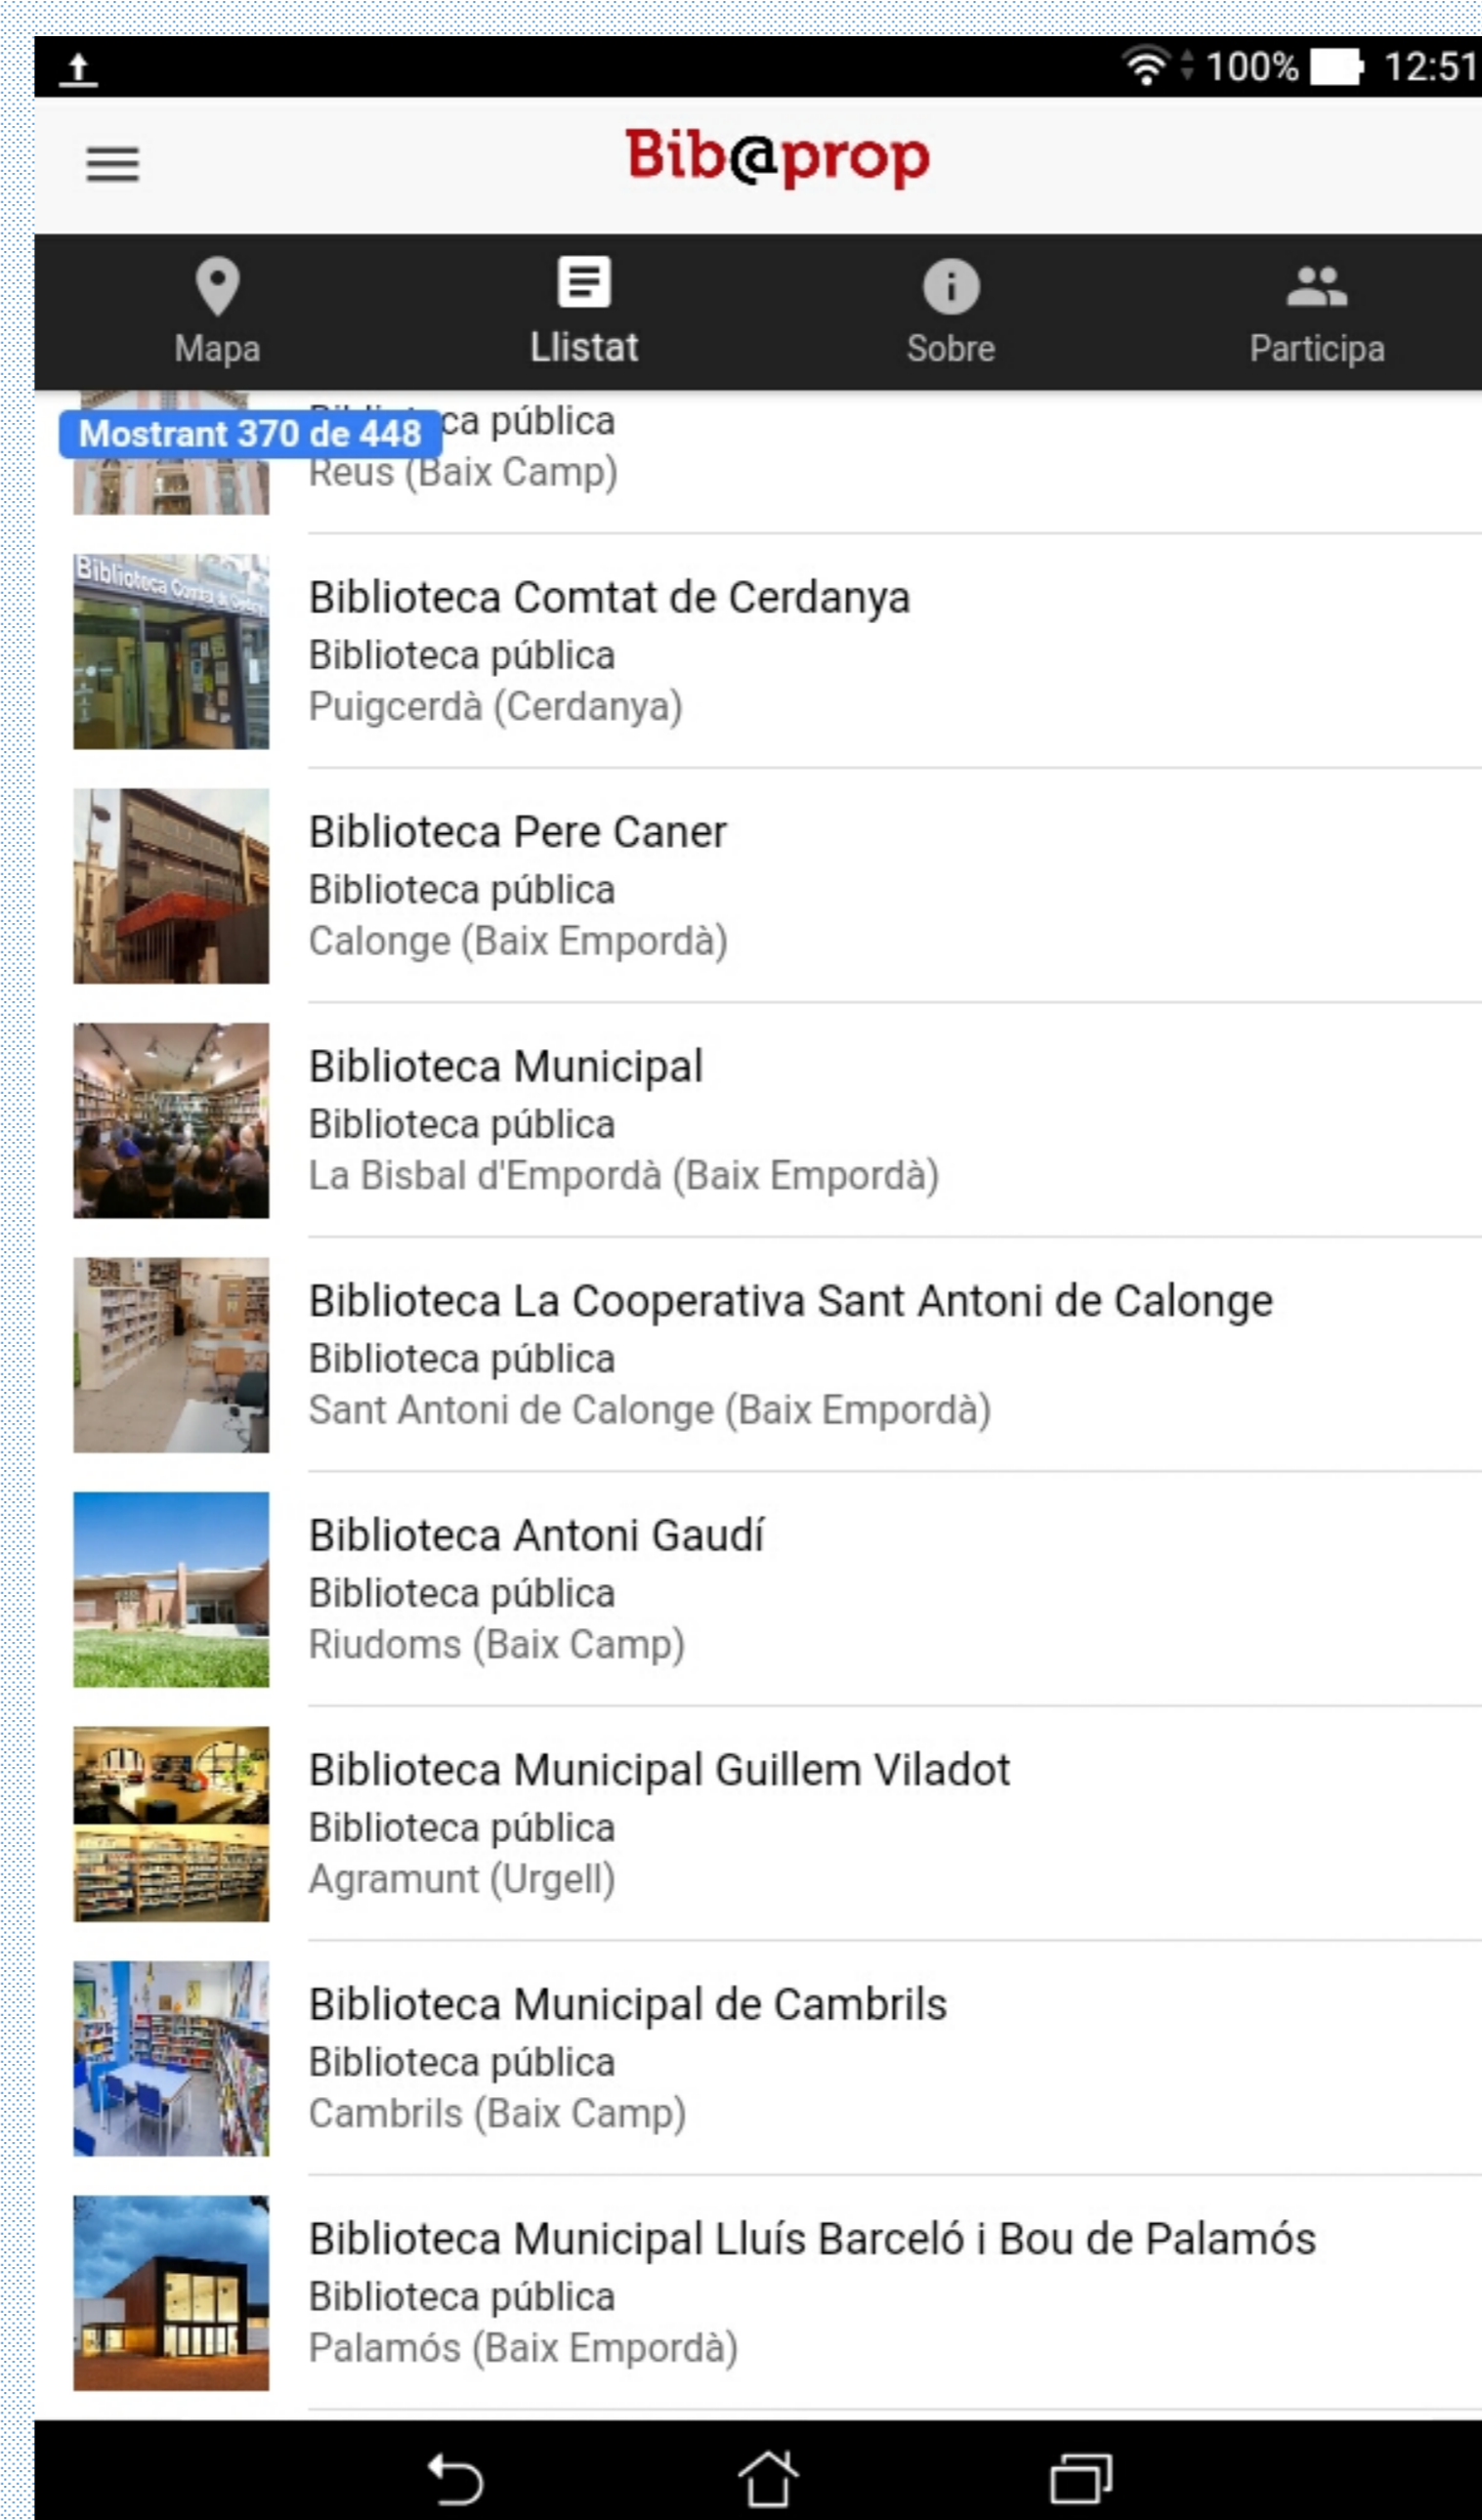 100% 12:51
Bib@prop
Mapa Llistat Sobre Participa
Mostrant 370 de 448
pública
Reus (Baix Camp)
Biblioteca Comtat de Cerdanya
Biblioteca Comtat de Cerdanya
Biblioteca pública
Puigcerdà (Cerdanya)
Biblioteca Pere Caner
Biblioteca pública
Calonge (Baix Empordà)
Biblioteca Municipal
Biblioteca pública
La Bisbal d'Empordà (Baix Empordà)
Biblioteca La Cooperativa Sant Antoni de Calonge
Biblioteca pública
Sant Antoni de Calonge (Baix Empordà)
Biblioteca Antoni Gaudí
Biblioteca pública
Riudoms (Baix Camp)
Biblioteca Municipal Guillem Viladot
Biblioteca pública
Agramunt (Urgell)
Biblioteca Municipal de Cambrils
Biblioteca pública
Cambrils (Baix Camp)
Biblioteca Municipal Lluís Barceló i Bou de Palamós
Biblioteca pública
Palamós (Baix Empordà)